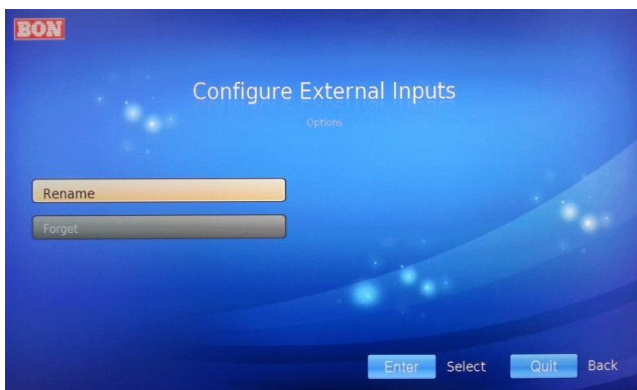 BON
Configure External Inputs
Options
Rename
Forget
Enter Select Quit Back